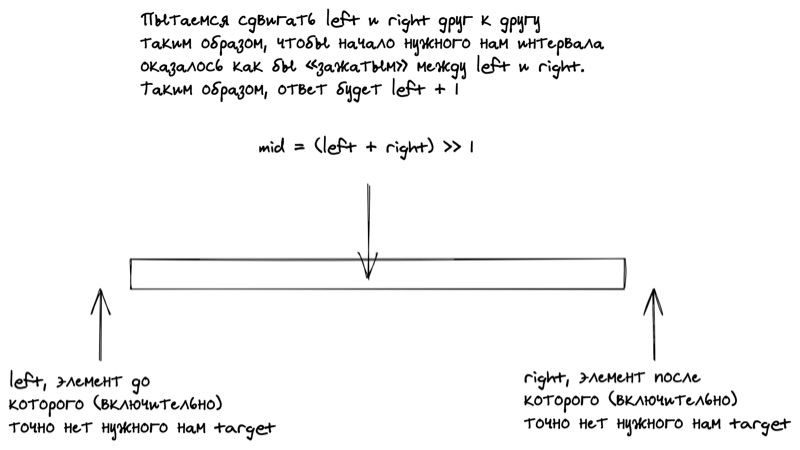 Пытаемся сдвигать left и right друг к другу
таким образом, чтобы начало нужного нам интервала
оказалось как бы «зажатым» между left и right.
Таким образом, ответ будет left + 1
mid = (left + right) >> 1
left, элемент до
которого (включительно)
точно нет нужного нам target
right, элемент после
которого (включительно)
точно нет нужного нам target